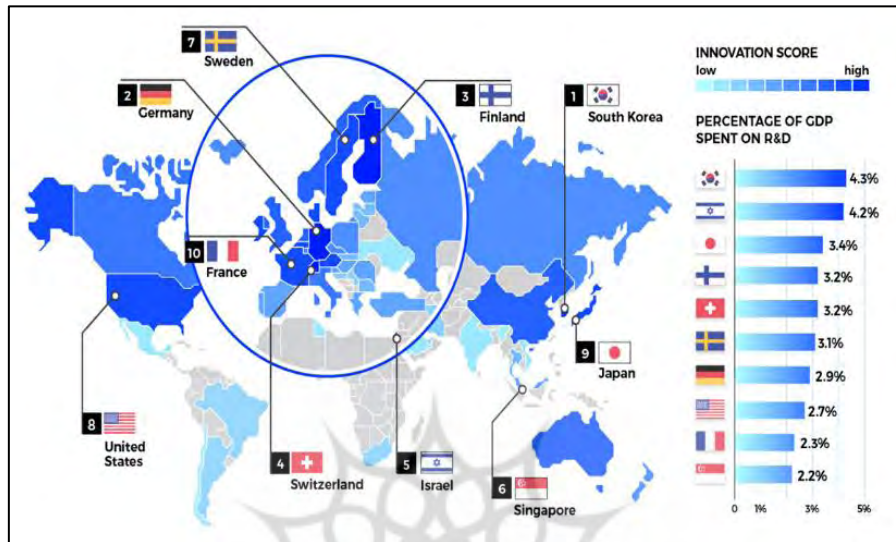 7
Sweden
2
Germany
3
Finland
1
South Korea
10
France
8
United
States
4
Switzerland
5
Israel
6
Singapore
9
Japan
INNOVATION SCORE
low high
PERCENTAGE OF GDP
SPENT ON R&D
4.3%
4.2%
3.4%
3.2%
3.2%
3.1%
2.9%
2.7%
2.3%
2.2%
0 1% 3% 5%